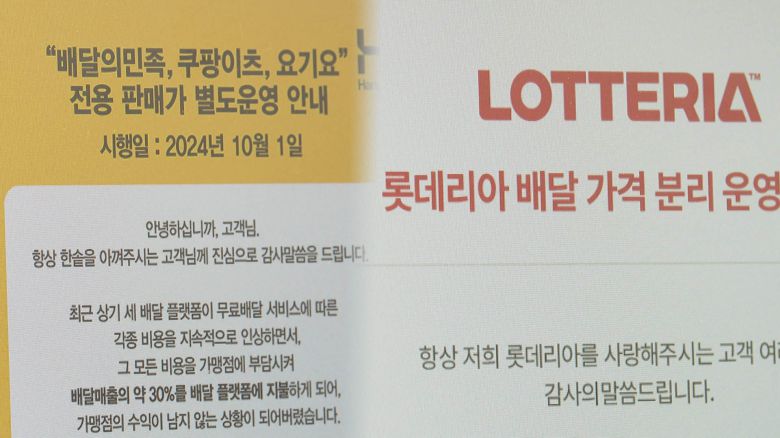 “배달의민족, 쿠팡이츠, 요기요”
전용 판매가 별도운영 안내
시행일 : 2024년 10월 1일
안녕하십니까, 고객님.
항상 한솥을 아껴주시는 고객님께 진심으로 감사말씀을 드립니다.
최근 상기 세 배달 플랫폼이 무료배달 서비스에 따른
각종 비용을 지속적으로 인상하면서,
그 모든 비용을 가맹점에 부담시켜
배달매출의 약 30%를 배달 플랫폼에 지불하게 되어,
가맹점의 수익이 남지 않는 상황이 되어버렸습니다.
LOTTERIA™
롯데리아 배달 가격 분리 운영
항상 저희 롯데리아를 사랑해주시는 고객
감사의말씀드립니다.